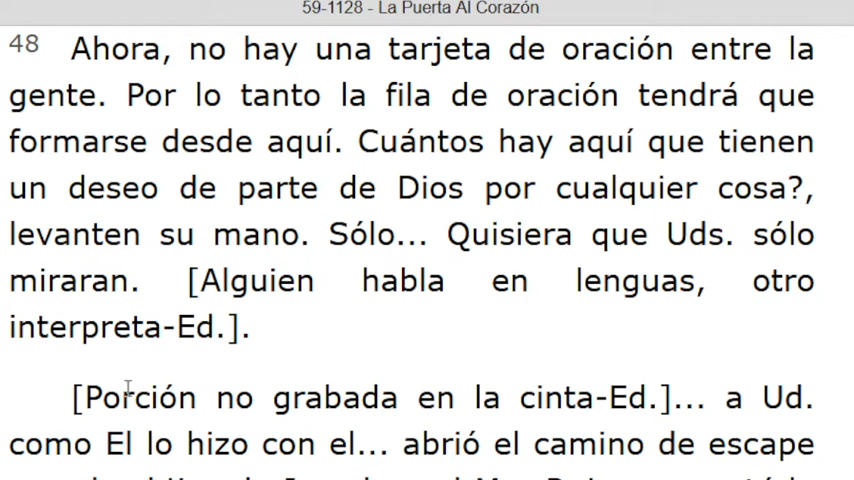 59-1128 - La Puerta Al Corazón
48 Ahora, no hay una tarjeta de oración entre la
gente. Por lo tanto la fila de oración tendrá que
formarse desde aquí. Cuántos hay aquí que tienen
un deseo de parte de Dios por cualquier cosa?,
levanten su mano. Sólo... Quisiera que Uds. sólo
miraran. [Alguien habla en lenguas, otro
interpreta-Ed.].
[Porción no grabada en la cinta-Ed.]... a Ud.
como El lo hizo con el... abrió el camino de escape